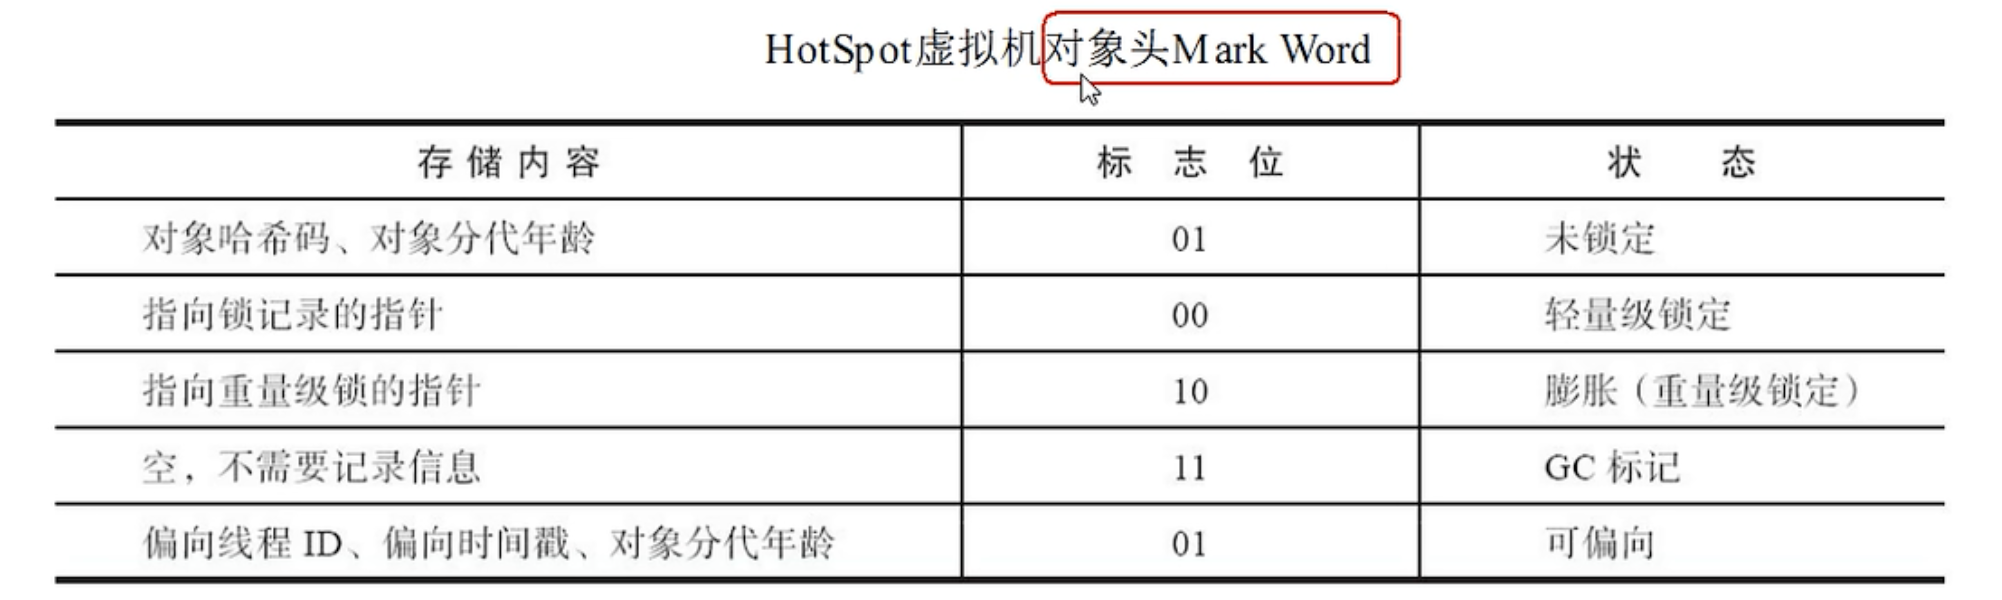 HotSpot虚拟机对象头Mark Word
存储内容 标志位 状态
对象哈希码、对象分代年龄 01 未锁定
指向锁记录的指针 00 轻量级锁定
指向重量级锁的指针 10 膨胀（重量级锁定）
空，不需要记录信息 11 GC 标记
偏向线程 ID、偏向时间戳、对象分代年龄 01 可偏向